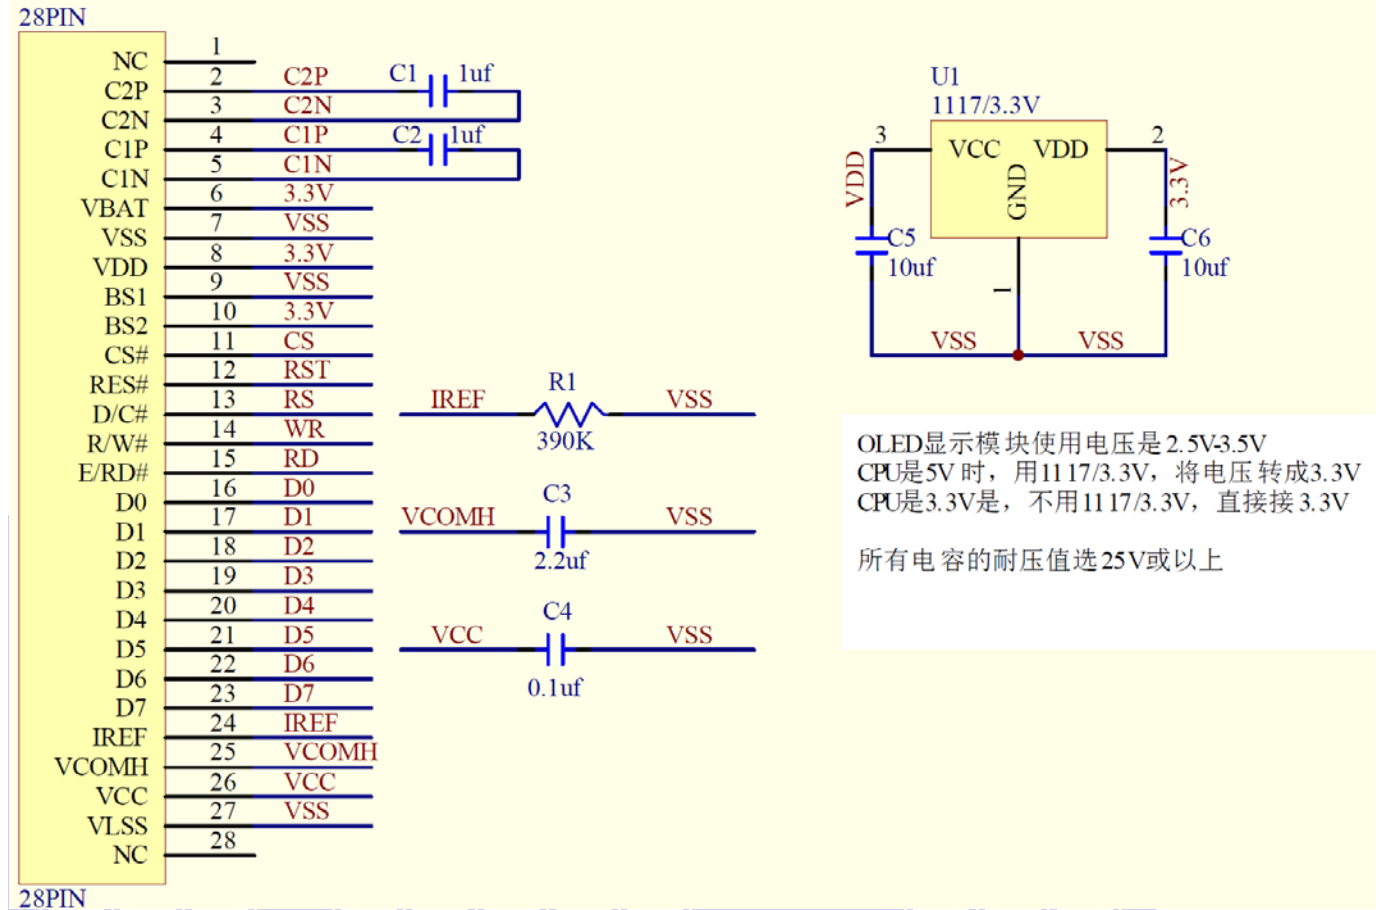 28PIN
NC 1
C2P 2 C2P C1 1uf
C2N 3 C2N
C1P 4 C1P C2 1uf
C1N 5 C1N
VBAT 6 3.3V
VSS 7 VSS
VDD 8 3.3V
BS1 9 VSS
BS2 10 3.3V
CS# 11 CS
RES# 12 RST
D/C# 13 RS
R/W# 14 WR
E/RD# 15 RD
D0 16 D0
D1 17 D1
D2 18 D2
D3 19 D3
D4 20 D4
D5 21 D5
D6 22 D6
D7 23 D7
IREF 24 IREF
VCOMH 25 VCOMH
VCC 26 VCC
VLSS 27 VSS
NC 28
28PIN
IREF R1 VSS
390K
VCOMH C3 VSS
2.2uf
VCC C4 VSS
0.1uf
U1
1117/3.3V
3 VCC VDD 2
VDD GND 3.3V
C5 C6
10uf 10uf
1
VSS VSS
OLED显示模块使用电压是2.5V-3.5V
CPU是5V时，用1117/3.3V，将电压转成3.3V
CPU是3.3V是，不用1117/3.3V，直接接3.3V
所有电容的耐压值选25V或以上